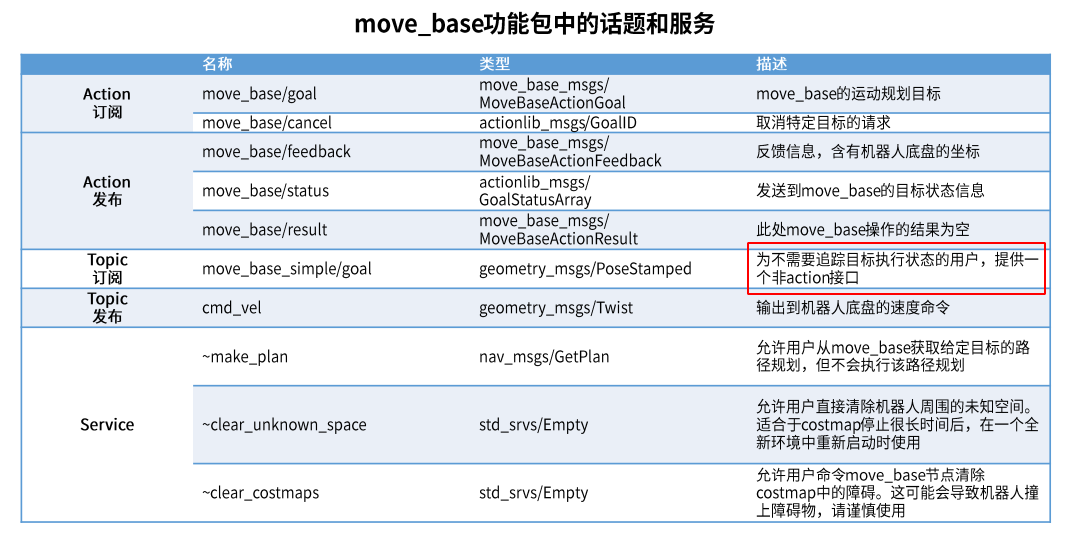 move_base功能包中的话题和服务
名称 类型 描述
Action
订阅
move_base/goal
move_base_msgs/
MoveBaseActionGoal
move_base的运动规划目标
move_base/cancel
actionlib_msgs/GoalID
取消特定目标的请求
Action
发布
move_base/feedback
move_base_msgs/
MoveBaseActionFeedback
反馈信息，含有机器人底盘的坐标
move_base/status
actionlib_msgs/
GoalStatusArray
发送到move_base的目标状态信息
move_base/result
move_base_msgs/
MoveBaseActionResult
此处move_base操作的结果为空
Topic
订阅
move_base_simple/goal
geometry_msgs/PoseStamped
为不需要追踪目标执行状态的用户，提供一
个非action接口
Topic
发布
cmd_vel
geometry_msgs/Twist
输出到机器人底盘的速度命令
Service
~make_plan
nav_msgs/GetPlan
允许用户从move_base获取给定目标的路
径规划，但不会执行该路径规划
~clear_unknown_space
std_srvs/Empty
允许用户直接清除机器人周围的未知空间。
适合于costmap停止很长时间后，在一个全
新环境中重新启动时使用
~clear_costmaps
std_srvs/Empty
允许用户命令move_base节点清除
costmap中的障碍。这可能会导致机器人撞
上障碍物，请谨慎使用